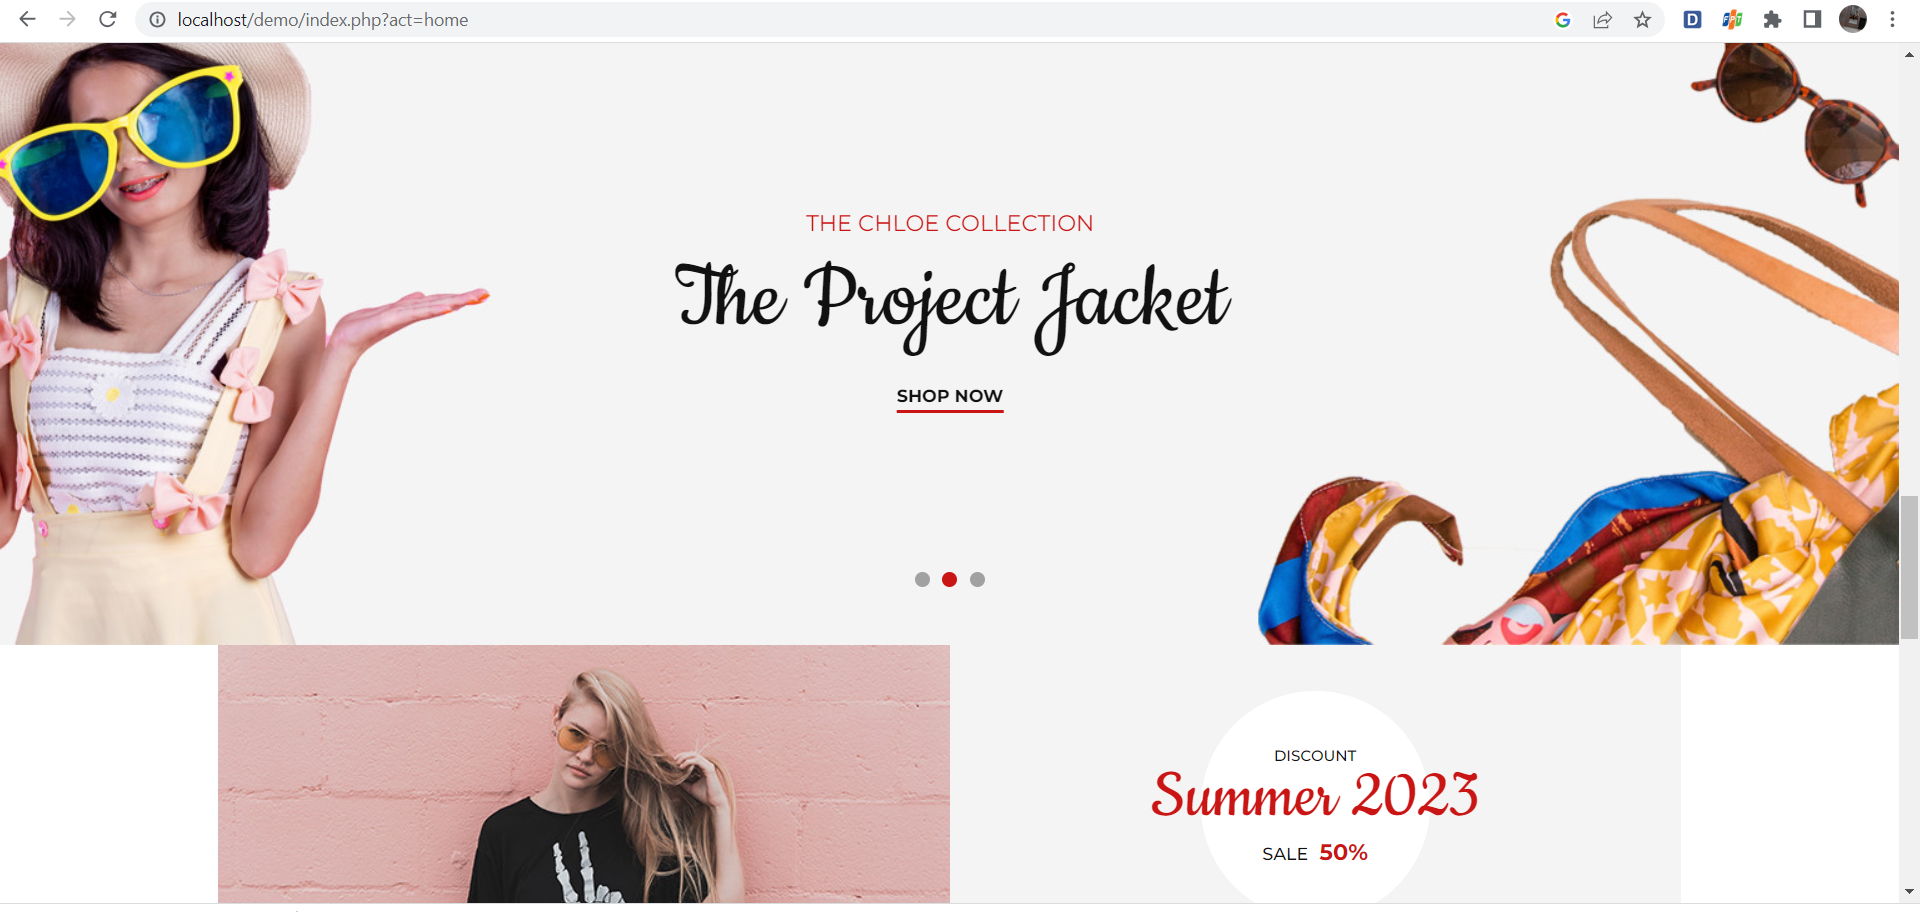 localhost/demo/index.php?act=home
THE CHLOE COLLECTION
The Project Jacket
SHOP NOW
DISCOUNT
Summer 2023
SALE 50%